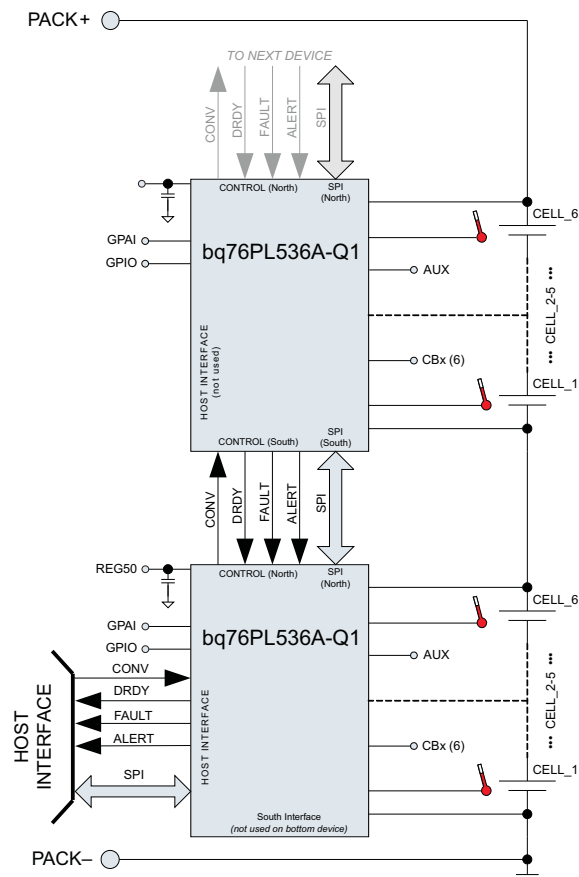 PACK+
TO NEXT DEVICE
CONV
DRDY
FAULT
ALERT
SPI
CONTROL (North)
SPI
(North)
CELL_6
GPAI
GPIO
bq76PL536A-Q1
AUX
... CELL_2-5 ...
HOST INTERFACE
(not used)
CBx (6)
CELL_1
CONTROL (South)
SPI
(South)
CONV
DRDY
FAULT
ALERT
SPI
REG50
CONTROL (North)
SPI
(North)
CELL_6
GPAI
GPIO
bq76PL536A-Q1
AUX
CONV
DRDY
FAULT
ALERT
SPI
HOST
INTERFACE
HOST INTERFACE
... CELL_2-5 ...
CBx (6)
CELL_1
South Interface
(not used on bottom device)
PACK–